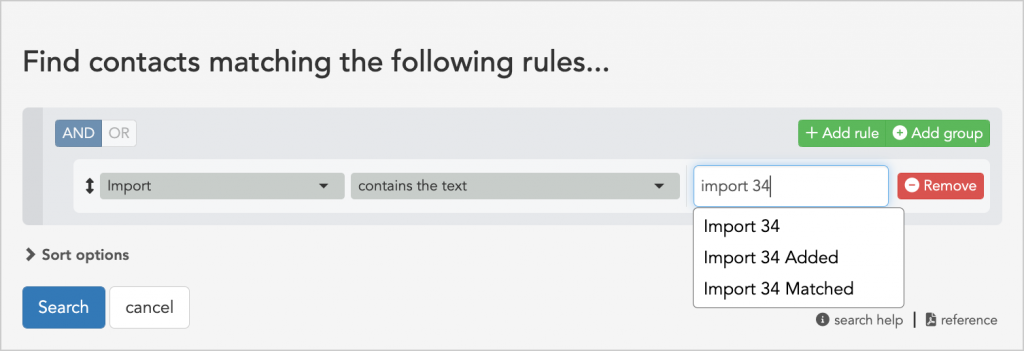 Find contacts matching the following rules...
AND OR
Add rule Add group
Import contains the text import 34 Remove
Import 34
Import 34 Added
Import 34 Matched
Sort options
Search cancel
search help | reference